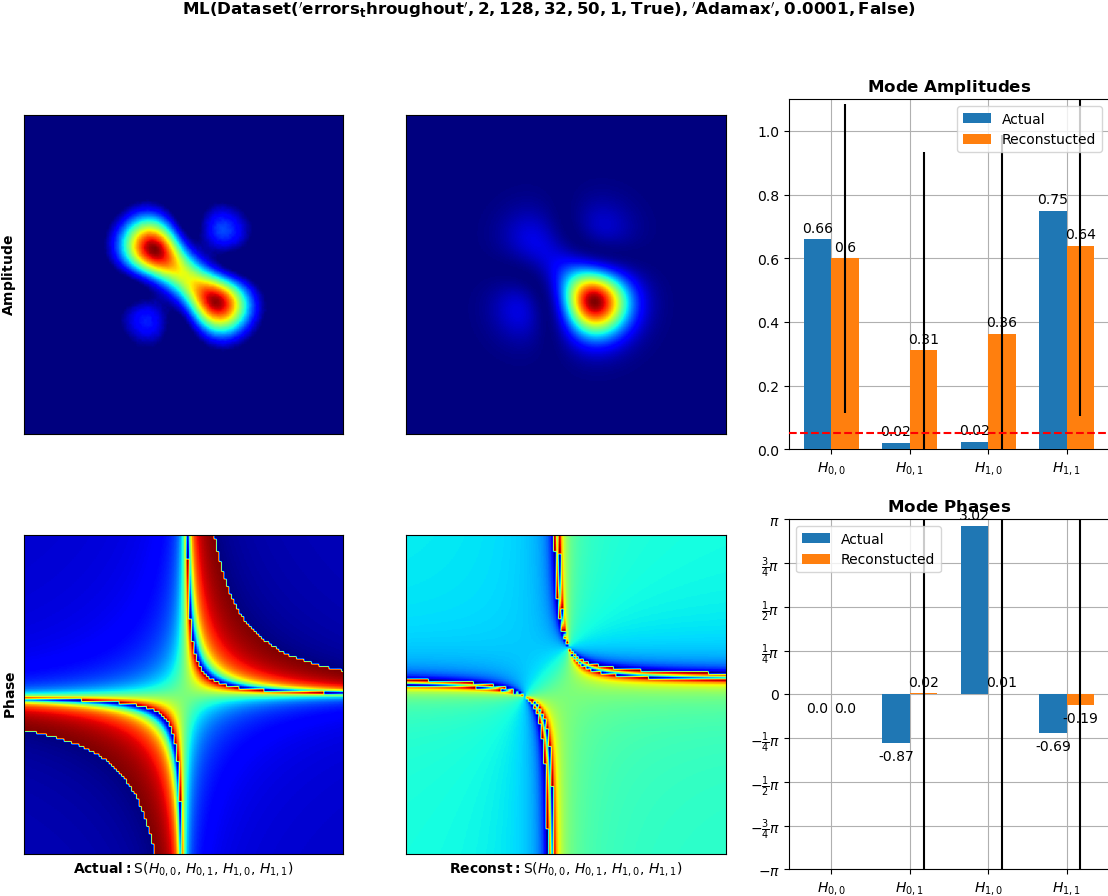 ML(Dataset('errors_throughout', 2, 128, 32, 50, 1, True), 'Adamax', 0.0001, False)
Mode Amplitudes
Amplitude
1.0
0.8
0.6
0.4
0.2
0.0
Actual
Reconstucted
0.66
0.6
0.02
0.31
0.02
0.36
0.75
0.64
H0,0
H0,1
H1,0
H1,1
Phase
Actual: S(H0,0, H0,1, H1,0, H1,1)
Reconst: S(H0,0, H0,1, H1,0, H1,1)
Mode Phases
π
3/4π
1/2π
1/4π
0
−1/4π
−1/2π
−3/4π
−π
Actual
Reconstucted
0.0
0.0
-0.87
0.02
3.02
0.01
-0.69
-0.19
H0,0
H0,1
H1,0
H1,1